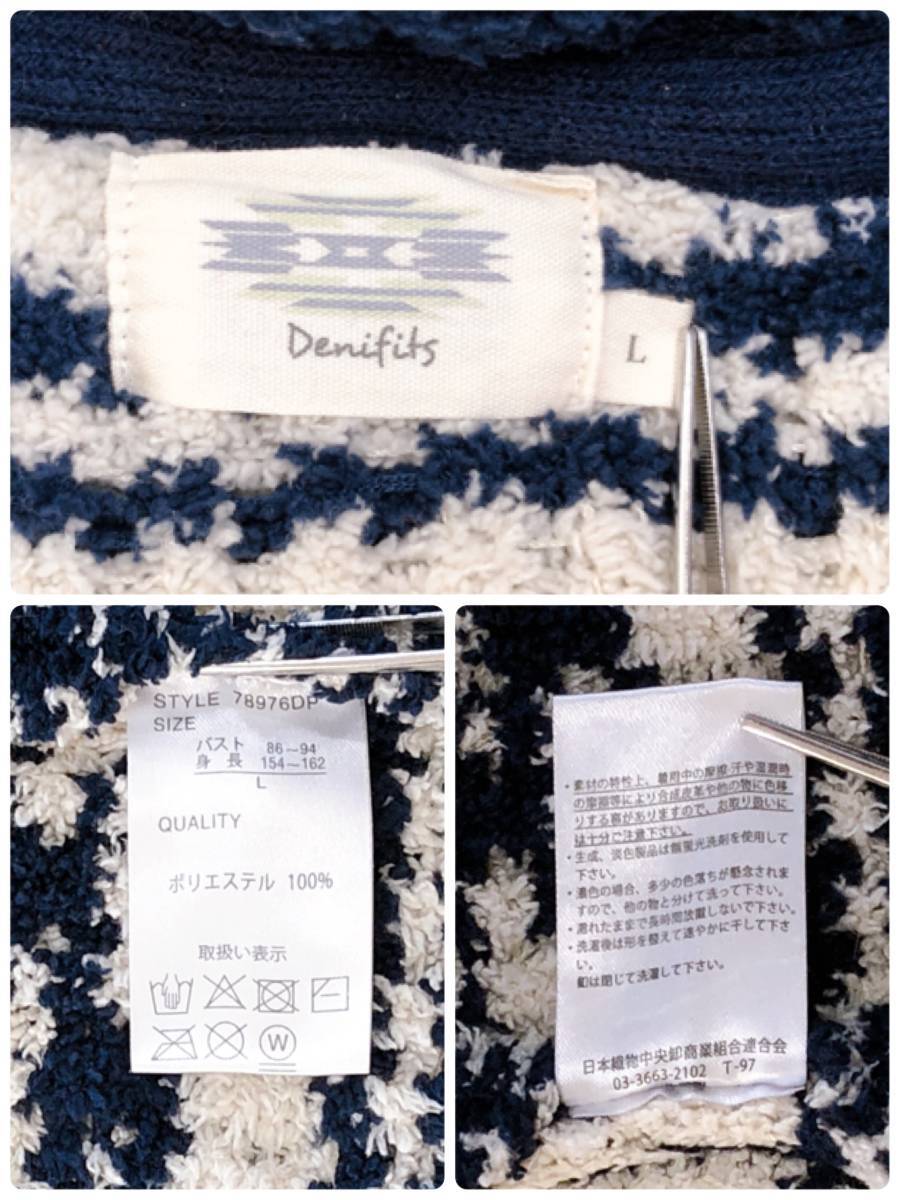 Denifits
L
STYLE 78976DP
SIZE
バスト 86～94
身長 154～162
L
QUALITY
ポリエステル 100%
取扱い表示
W
・素材の特性上、着用中の摩擦・汗や湿潤時
の摩擦等により合成皮革や他の物に色移
りする事がありますので、お取り扱いに
は十分に注意下さい。
・生成、淡色製品は無蛍光洗剤を使用して
下さい。
・濃色の場合、多少の色落ちが懸念されま
すので、他の物と分けて洗って下さい。
・濡れたままで長時間放置しないで下さい。
・洗濯後は形を整えて速やかに干して下さ
い。
釦は閉じて洗濯して下さい。
日本織物中央卸商業組合連合会
03-3663-2102 T-97